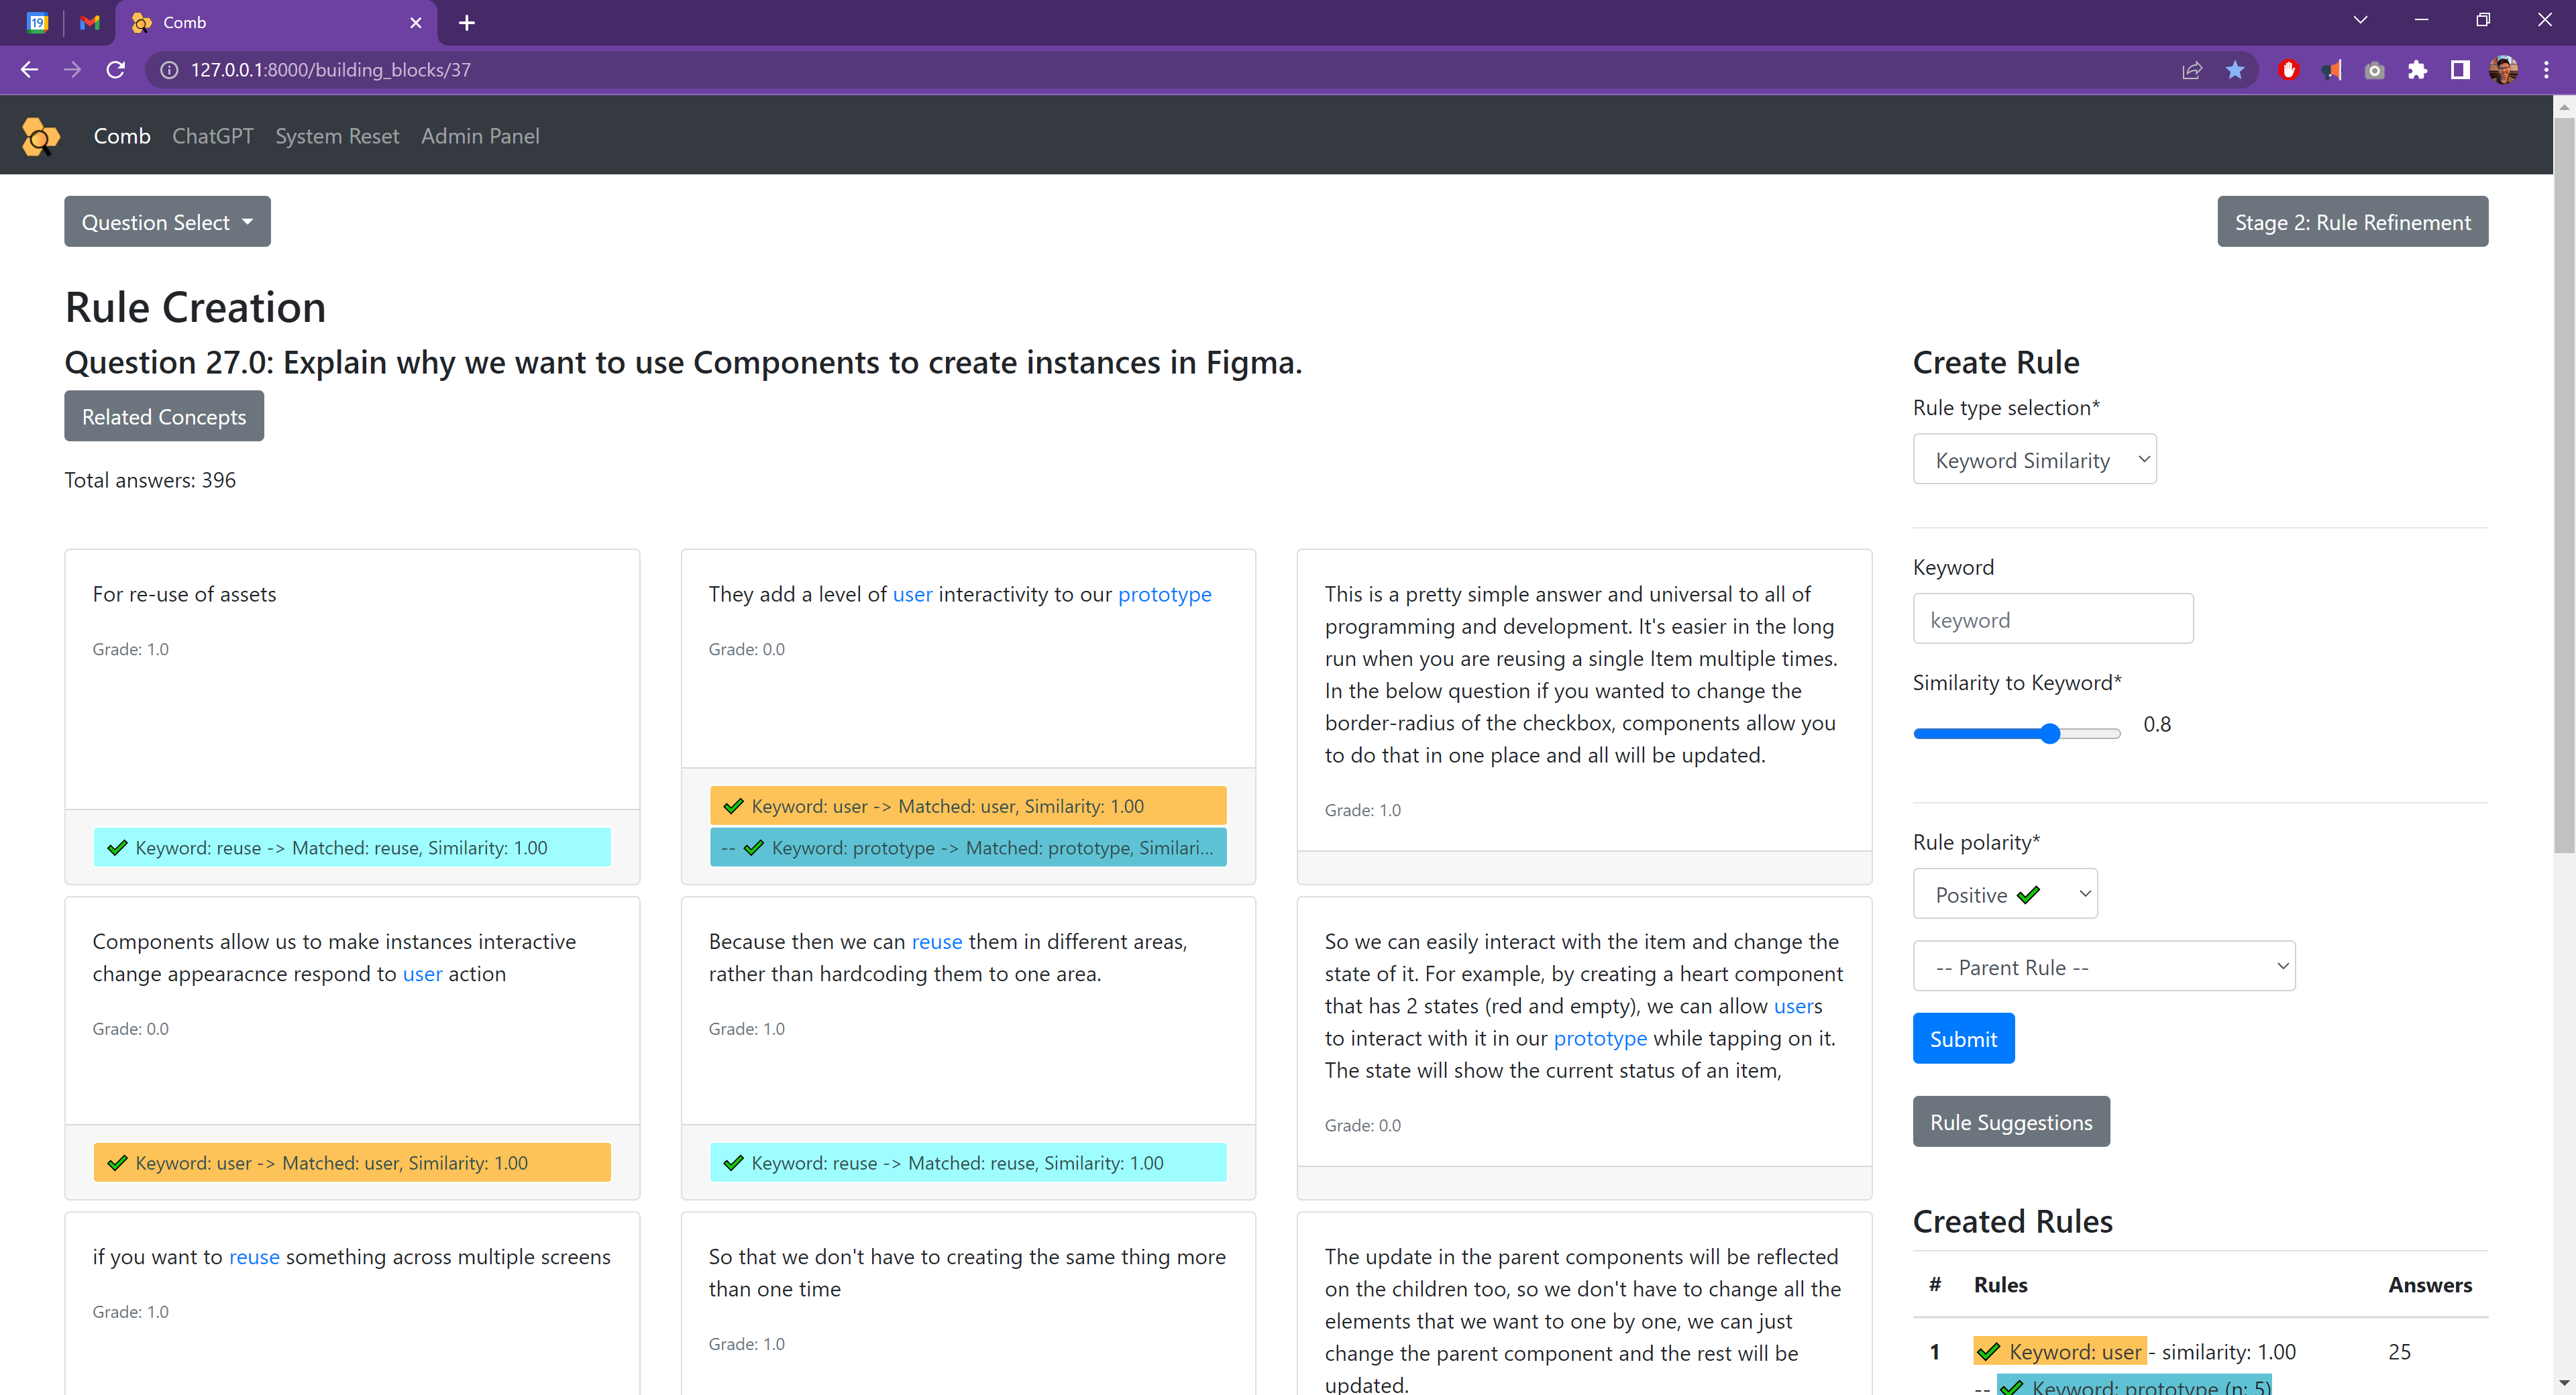 19
Comb
127.0.0.1:8000/building_blocks/37
Comb ChatGPT System Reset Admin Panel
Question Select
Stage 2: Rule Refinement
Rule Creation
Question 27.0: Explain why we want to use Components to create instances in Figma.
Related Concepts
Total answers: 396
For re-use of assets
Grade: 1.0
Keyword: reuse -> Matched: reuse, Similarity: 1.00
They add a level of user interactivity to our prototype
Grade: 0.0
Keyword: user -> Matched: user, Similarity: 1.00
-- Keyword: prototype -> Matched: prototype, Similari...
This is a pretty simple answer and universal to all of
programming and development. It's easier in the long
run when you are reusing a single Item multiple times.
In the below question if you wanted to change the
border-radius of the checkbox, components allow you
to do that in one place and all will be updated.
Grade: 1.0
Components allow us to make instances interactive
change appearacnce respond to user action
Grade: 0.0
Keyword: user -> Matched: user, Similarity: 1.00
Because then we can reuse them in different areas,
rather than hardcoding them to one area.
Grade: 1.0
Keyword: reuse -> Matched: reuse, Similarity: 1.00
So we can easily interact with the item and change the
state of it. For example, by creating a heart component
that has 2 states (red and empty), we can allow users
to interact with it in our prototype while tapping on it.
The state will show the current status of an item,
Grade: 0.0
if you want to reuse something across multiple screens
Grade: 1.0
So that we don't have to creating the same thing more
than one time
Grade: 1.0
The update in the parent components will be reflected
on the children too, so we don't have to change all the
elements that we want to one by one, we can just
change the parent component and the rest will be
updated.
Create Rule
Rule type selection*
Keyword Similarity
Keyword
keyword
Similarity to Keyword*
0.8
Rule polarity*
Positive
-- Parent Rule --
Submit
Rule Suggestions
Created Rules
# Rules Answers
1 Keyword: user - similarity: 1.00 25
-- Keyword: prototype (n: 5)